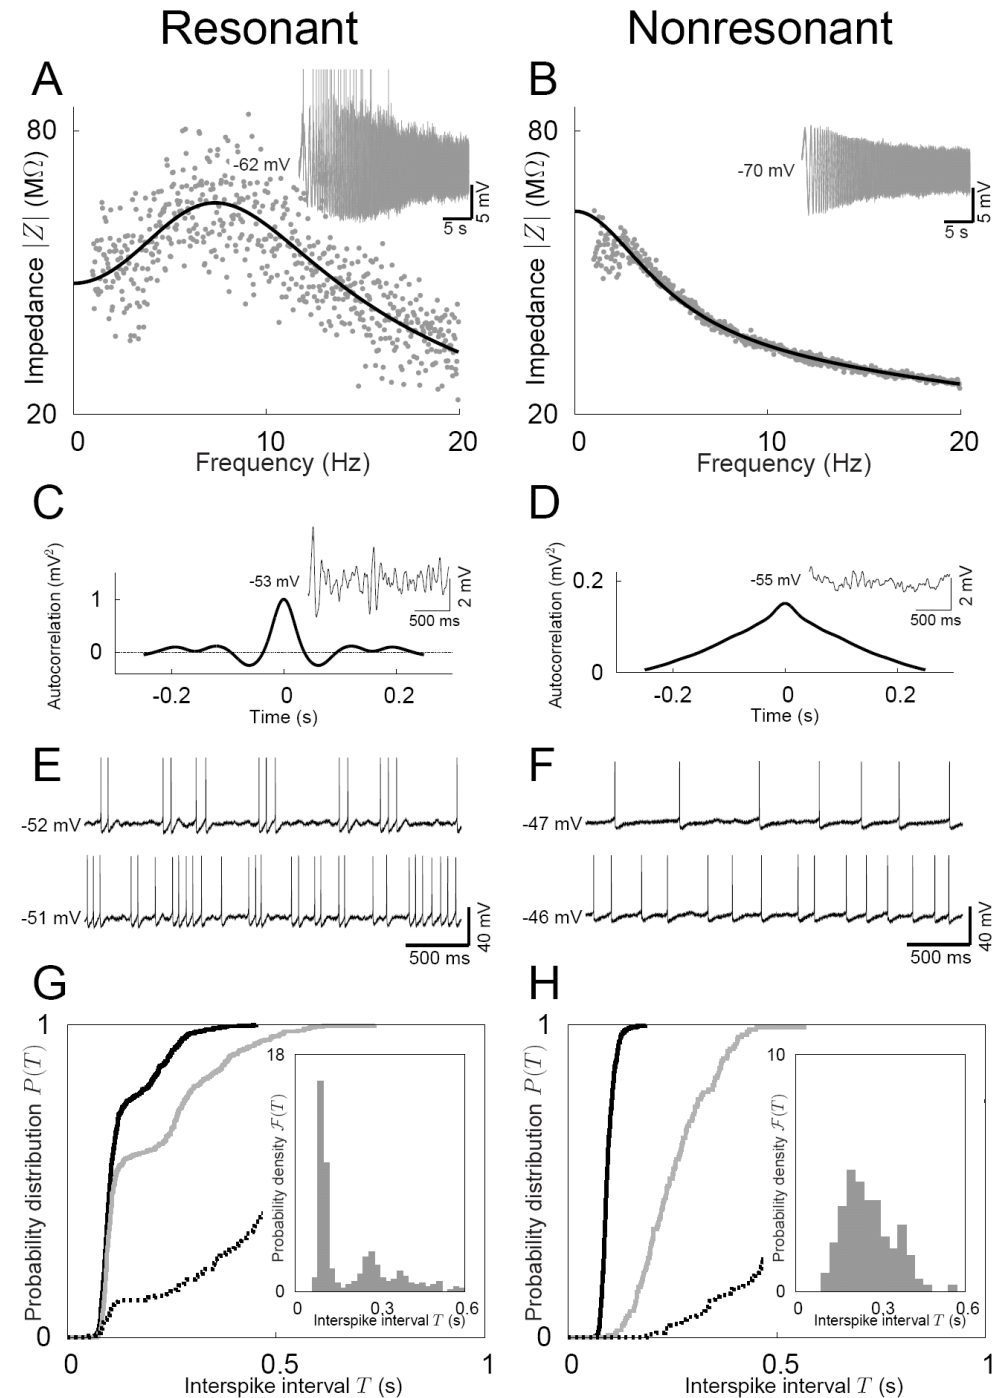 Resonant
Nonresonant
A
B
80
-62 mV
5 mV
5 s
Impedance |Z| (MΩ)
20
0
10
20
Frequency (Hz)
80
-70 mV
5 mV
5 s
Impedance |Z| (MΩ)
20
0
10
20
Frequency (Hz)
C
D
Autocorrelation (mV²)
1
0
-53 mV
2 mV
500 ms
-0.2
0
0.2
Time (s)
Autocorrelation (mV²)
0.2
0
-55 mV
2 mV
500 ms
-0.2
0
0.2
Time (s)
E
F
-52 mV
-51 mV
40 mV
500 ms
-47 mV
-46 mV
40 mV
500 ms
G
H
1
Probability distribution P(T)
0
0
0.5
1
Interspike interval T (s)
18
Probability density F(T)
0
0
0.3
0.6
Interspike interval T (s)
1
Probability distribution P(T)
0
0
0.5
1
Interspike interval T (s)
10
Probability density F(T)
0
0
0.3
0.6
Interspike interval T (s)